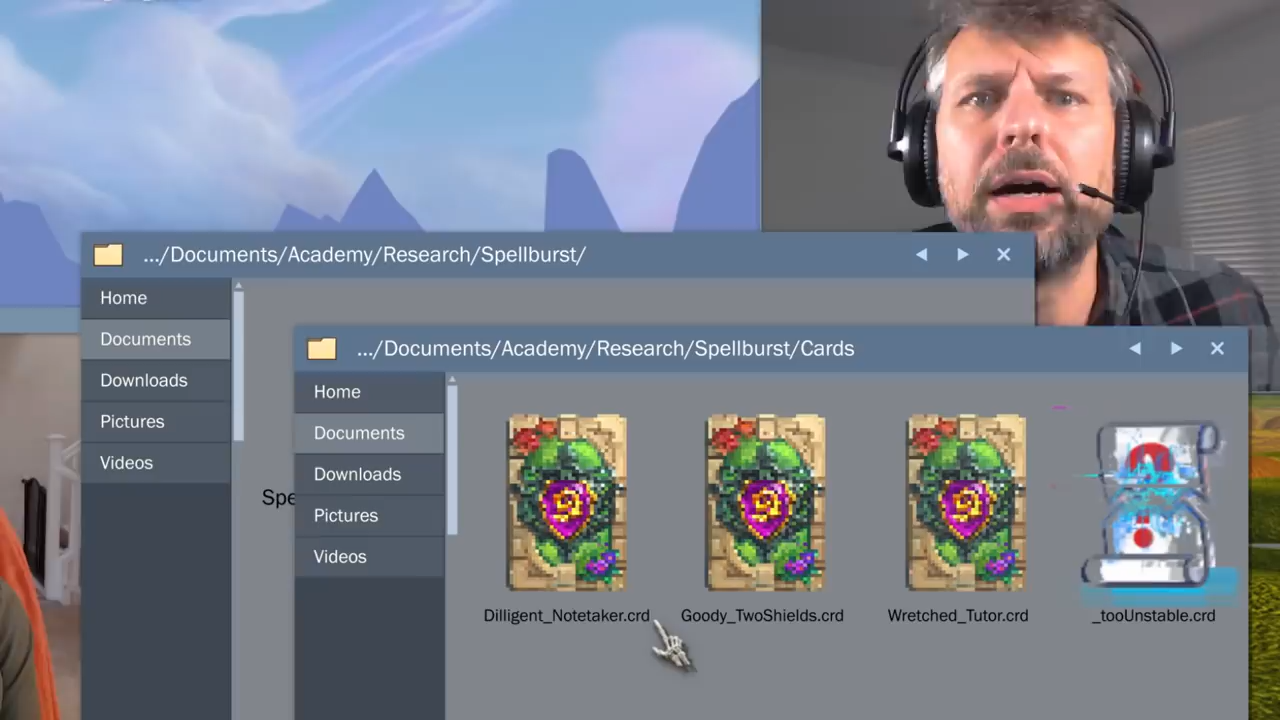 .../Documents/Academy/Research/Spellburst/
Home
Documents
Downloads
Pictures
Videos
Spe
.../Documents/Academy/Research/Spellburst/Cards
Home
Documents
Downloads
Pictures
Videos
Dilligent_Notetaker.crd
Goody_TwoShields.crd
Wretched_Tutor.crd
_tooUnstable.crd